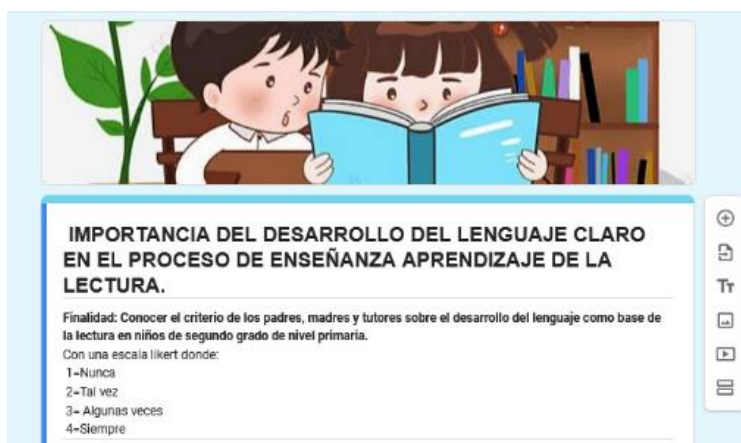 IMPORTANCIA DEL DESARROLLO DEL LENGUAJE CLARO
EN EL PROCESO DE ENSEÑANZA APRENDIZAJE DE LA
LECTURA.
Finalidad: Conocer el criterio de los padres, madres y tutores sobre el desarrollo del lenguaje como base de
la lectura en niños de segundo grado de nivel primaria.
Con una escala likert donde:
1=Nunca
2=Tal vez
3= Algunas veces
4=Siempre
Tт